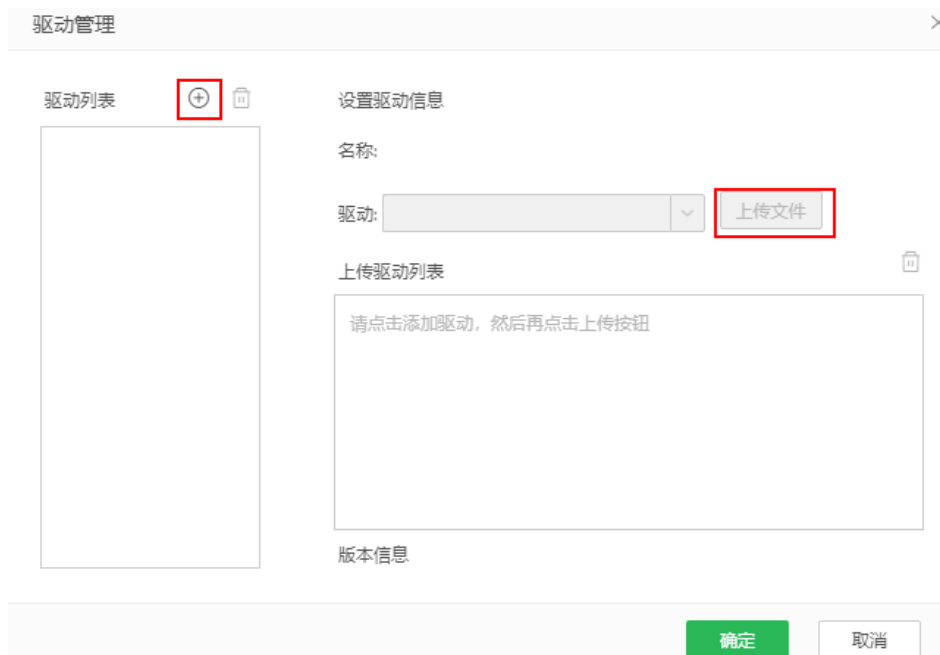 驱动管理
驱动列表
设置驱动信息
名称:
驱动:
上传文件
上传驱动列表
请点击添加驱动，然后再点击上传按钮
版本信息
确定
取消